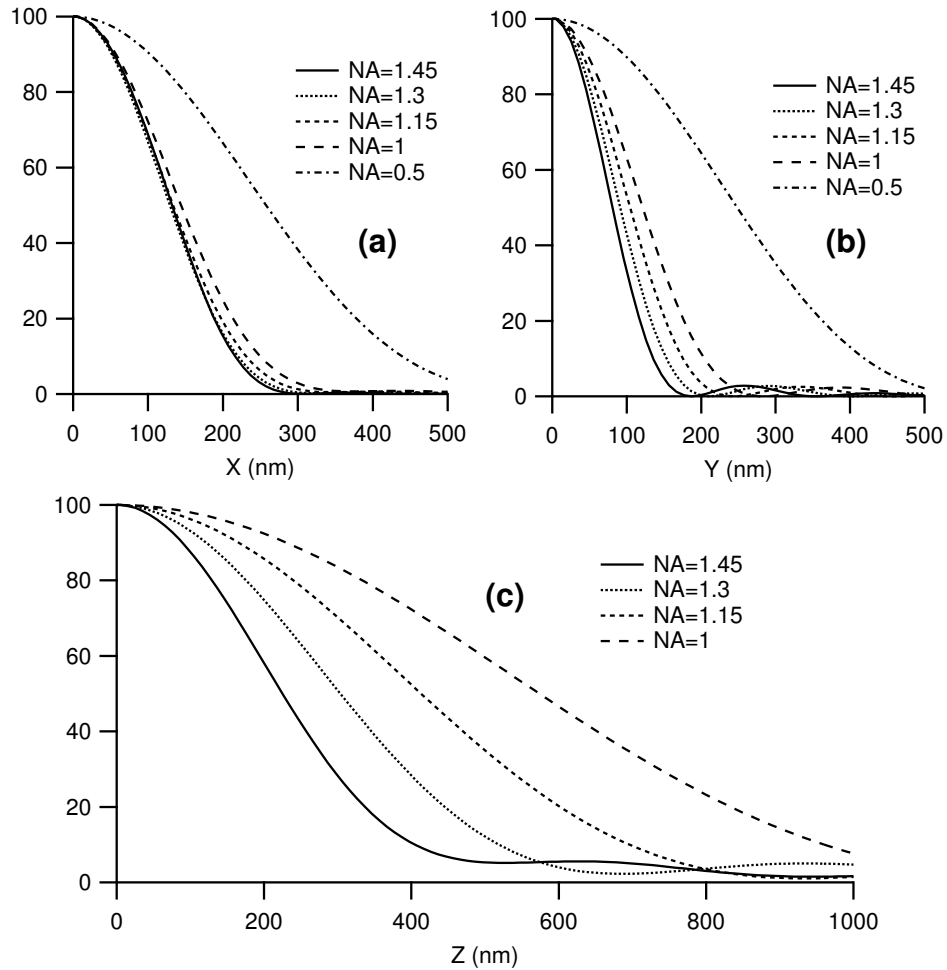 100
80
60
40
20
0
NA=1.45
NA=1.3
NA=1.15
NA=1
NA=0.5
(a)
0 100 200 300 400 500
X (nm)
100
80
60
40
20
0
NA=1.45
NA=1.3
NA=1.15
NA=1
NA=0.5
(b)
0 100 200 300 400 500
Y (nm)
100
80
60
40
20
0
(c)
NA=1.45
NA=1.3
NA=1.15
NA=1
0 200 400 600 800 1000
Z (nm)